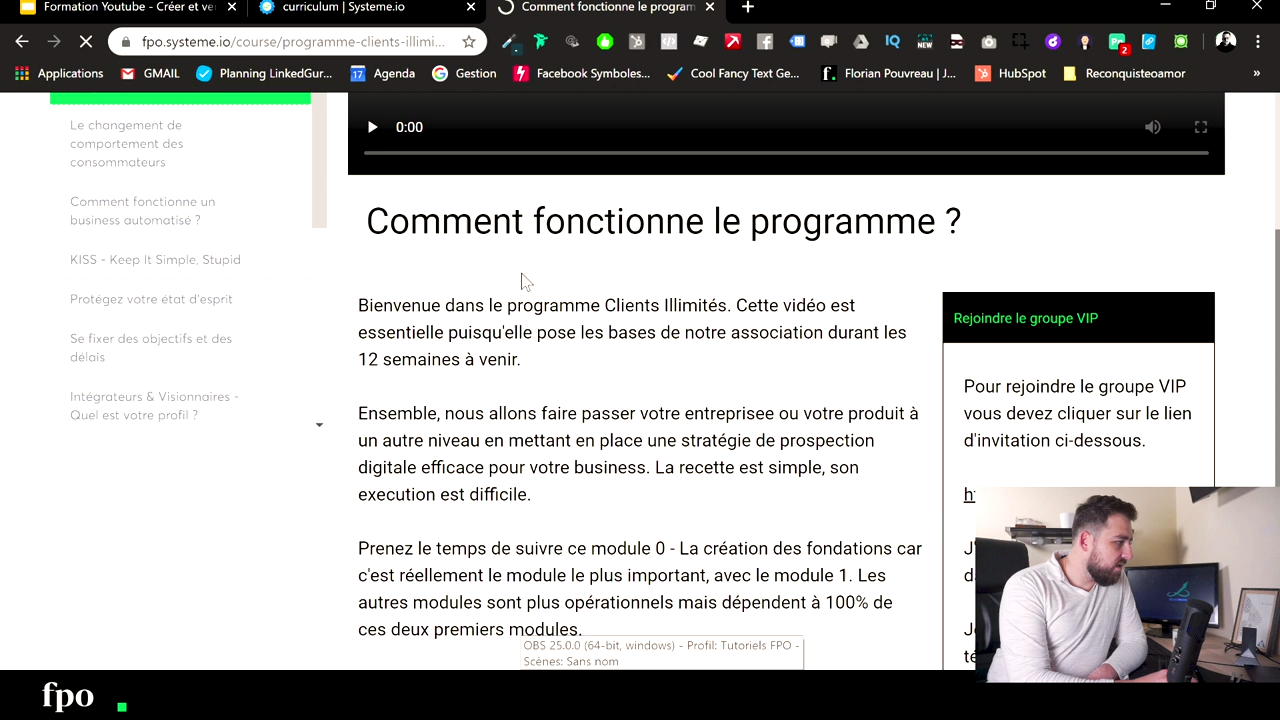 Formation Youtube - Créer et ve
curriculum | Systeme.io
Comment fonctionne le program
fpo.systeme.io/course/programme-clients-illimi...
IQ
NEW
2
Applications
GMAIL
Planning LinkedGur...
17
Agenda
Gestion
Facebook Symboles...
Cool Fancy Text Ge...
f.
Florian Pouvreau | J...
HubSpot
Reconquisteoamor
»
Le changement de
comportement des
consommateurs
Comment fonctionne un
business automatisé ?
KISS - Keep It Simple, Stupid
Protégez votre état d'esprit
Se fixer des objectifs et des
délais
Intégrateurs & Visionnaires -
Quel est votre profil ?
0:00
Comment fonctionne le programme ?
Bienvenue dans le programme Clients Illimités. Cette vidéo est
essentielle puisqu'elle pose les bases de notre association durant les
12 semaines à venir.
Ensemble, nous allons faire passer votre entreprisee ou votre produit à
un autre niveau en mettant en place une stratégie de prospection
digitale efficace pour votre business. La recette est simple, son
execution est difficile.
Prenez le temps de suivre ce module 0 - La création des fondations car
c'est réellement le module le plus important, avec le module 1. Les
autres modules sont plus opérationnels mais dépendent à 100% de
ces deux premiers modules.
Rejoindre le groupe VIP
Pour rejoindre le groupe VIP
vous devez cliquer sur le lien
d'invitation ci-dessous.
OBS 25.0.0 (64-bit, windows) - Profil: Tutoriels FPO -
Scènes: Sans nom
fpo